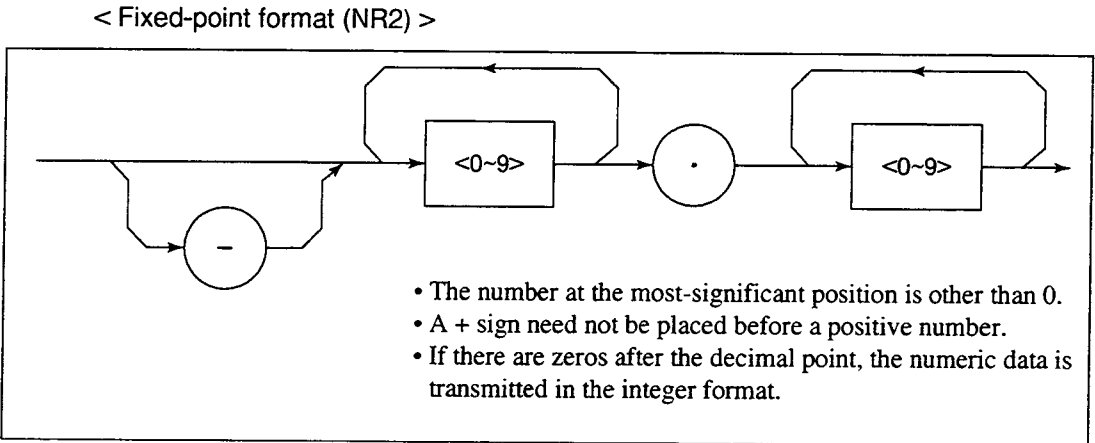 < Fixed-point format (NR2) >
<0~9> . <0~9>
−
• The number at the most-significant position is other than 0.
• A + sign need not be placed before a positive number.
• If there are zeros after the decimal point, the numeric data is
transmitted in the integer format.